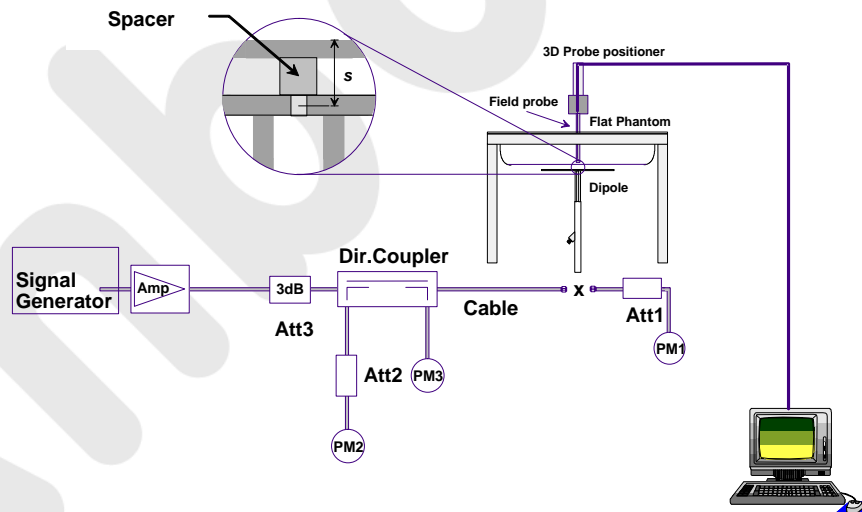 Spacer
s
3D Probe positioner
Field probe
Flat Phantom
Dipole
Signal
Generator
Amp
3dB
Att3
Dir.Coupler
Cable
x
Att1
PM1
Att2
PM3
PM2